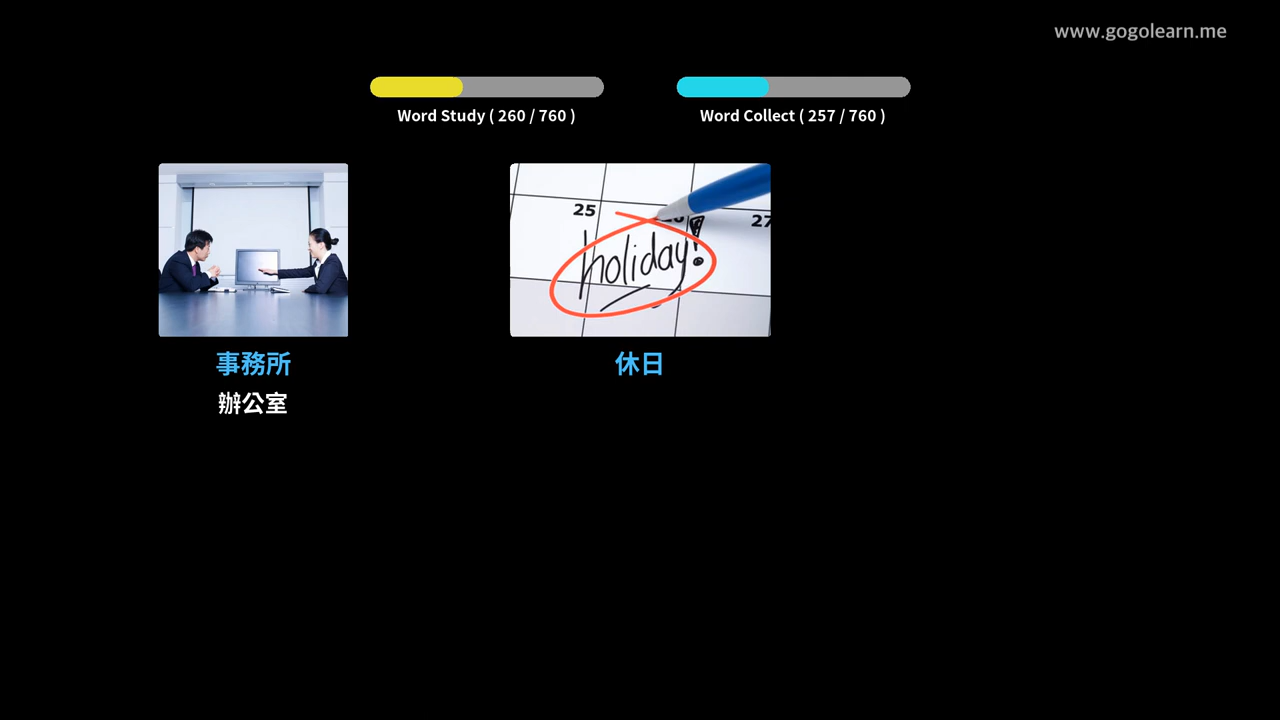 www.gogolearn.me
Word Study ( 260 / 760 )
Word Collect ( 257 / 760 )
25
27
holiday!
事務所
休日
辦公室